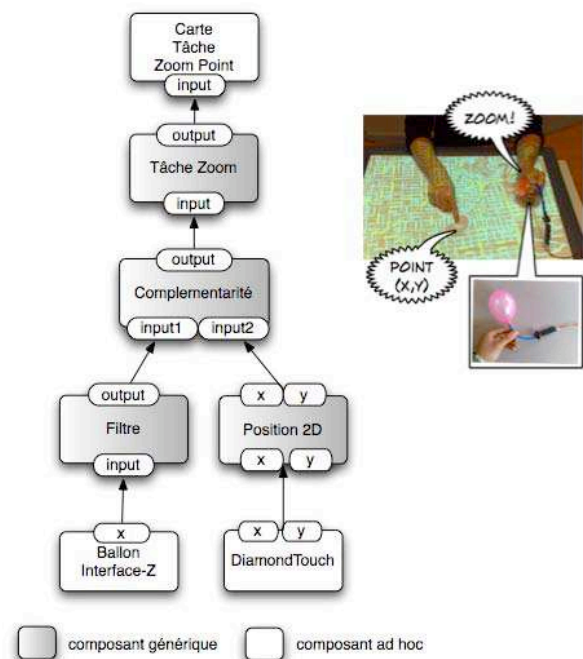 Carte
Tâche
Zoom Point
input
output
Tâche Zoom
input
output
Complémentarité
input1 input2
output
Filtre
input
x y
Position 2D
x y
x
Ballon
Interface-Z
x y
DiamondTouch
composant générique
composant ad hoc
ZOOM!
POINT
(X,Y)